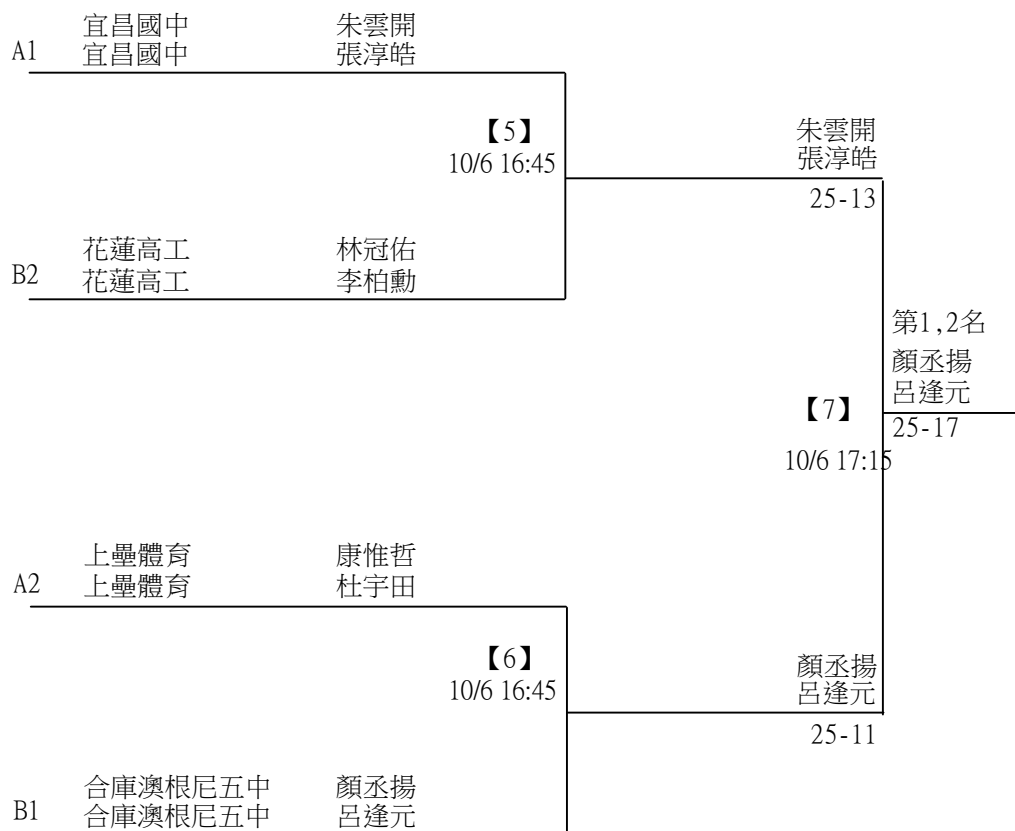 宜昌國中 朱雲開
A1 宜昌國中 張淳皓
【5】 朱雲開
10/6 16:45 張淳皓
25-13
花蓮高工 林冠佑
B2 花蓮高工 李柏勳
第1,2名
顏丞揚
【7】 呂逢元
25-17
10/6 17:15
上壘體育 康惟哲
A2 上壘體育 杜宇田
【6】 顏丞揚
10/6 16:45 呂逢元
25-11
合庫澳根尼五中 顏丞揚
B1 合庫澳根尼五中 呂逢元